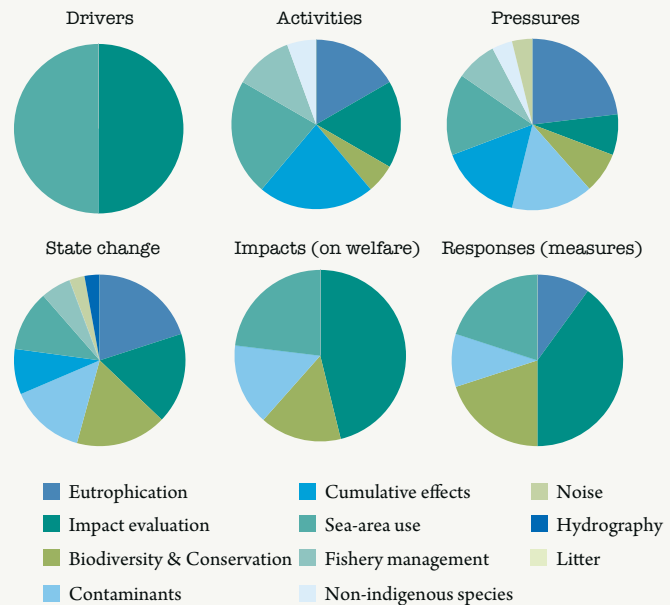 Drivers
Activities
Pressures
State change
Impacts (on welfare)
Responses (measures)
Eutrophication
Cumulative effects
Noise
Impact evaluation
Sea-area use
Hydrography
Biodiversity & Conservation
Fishery management
Litter
Contaminants
Non-indigenous species